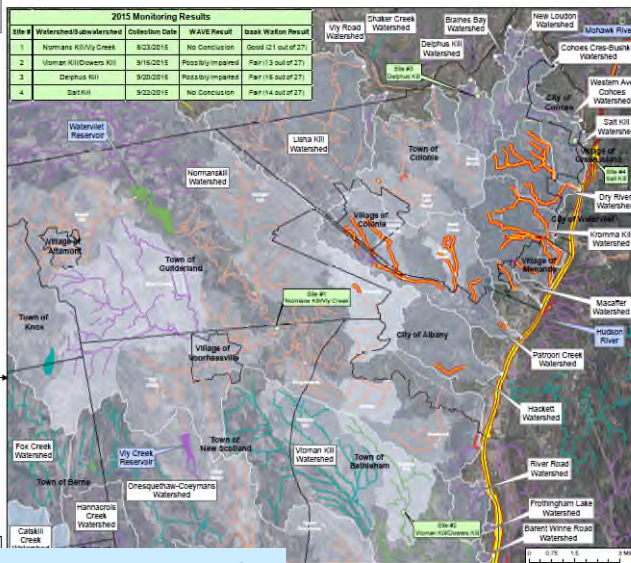 2015 Monitoring Results
Site # Watershed/Subwatershed Collection Date WAVE Result Izaak Walton Result
1 Normans Kill/Vly Creek 9/23/2015 No Conclusion Good (21 out of 27)
2 Vloman Kill/Dowers Kill 9/16/2015 Possibly Impaired Fair (13 out of 27)
3 Delphus Kill 9/20/2015 Possibly Impaired Fair (16 out of 27)
4 Salt Kill 9/22/2015 No Conclusion Fair (14 out of 27)
Vly Road
Watershed
Shaker Creek
Watershed
Braines Bay
Watershed
New Loudon
Watershed
Mohawk River
Delphus Kill
Watershed
Cohoes Cres-Bushk
Watershed
Site #3
Delphus Kill
City of
Cohoes
Western Ave
Cohoes
Watershed
Salt Kill
Watershed
Village of
Green Island
Site #4
Salt Kill
Watervliet
Reservoir
Lisha Kill
Watershed
Town of
Colonie
Normanskill
Watershed
Dry River
Watershed
City of Watervliet
Village of
Colonie
Kromma Kill
Watershed
Village of
Altamont
Town of
Guilderland
Village of
Menands
Site #1
Normans Kill/Vly Creek
Macaffer
Watershed
Town of
Knox
City of Albany
Hudson
River
Village of
Voorheesville
Patroon Creek
Watershed
Hackett
Watershed
Fox Creek
Watershed
Vly Creek
Reservoir
Town of
New Scotland
Vloman Kill
Watershed
Town of
Bethlehem
Town of Berne
Onesquethaw-Coeymans
Watershed
River Road
Watershed
Hannacrois
Creek
Watershed
Site #2
Vloman Kill/Dowers Kill
Frothingham Lake
Watershed
Catskill
Creek
Watershed
Barent Winne Road
Watershed
0 0.75 1.5 3 Mil